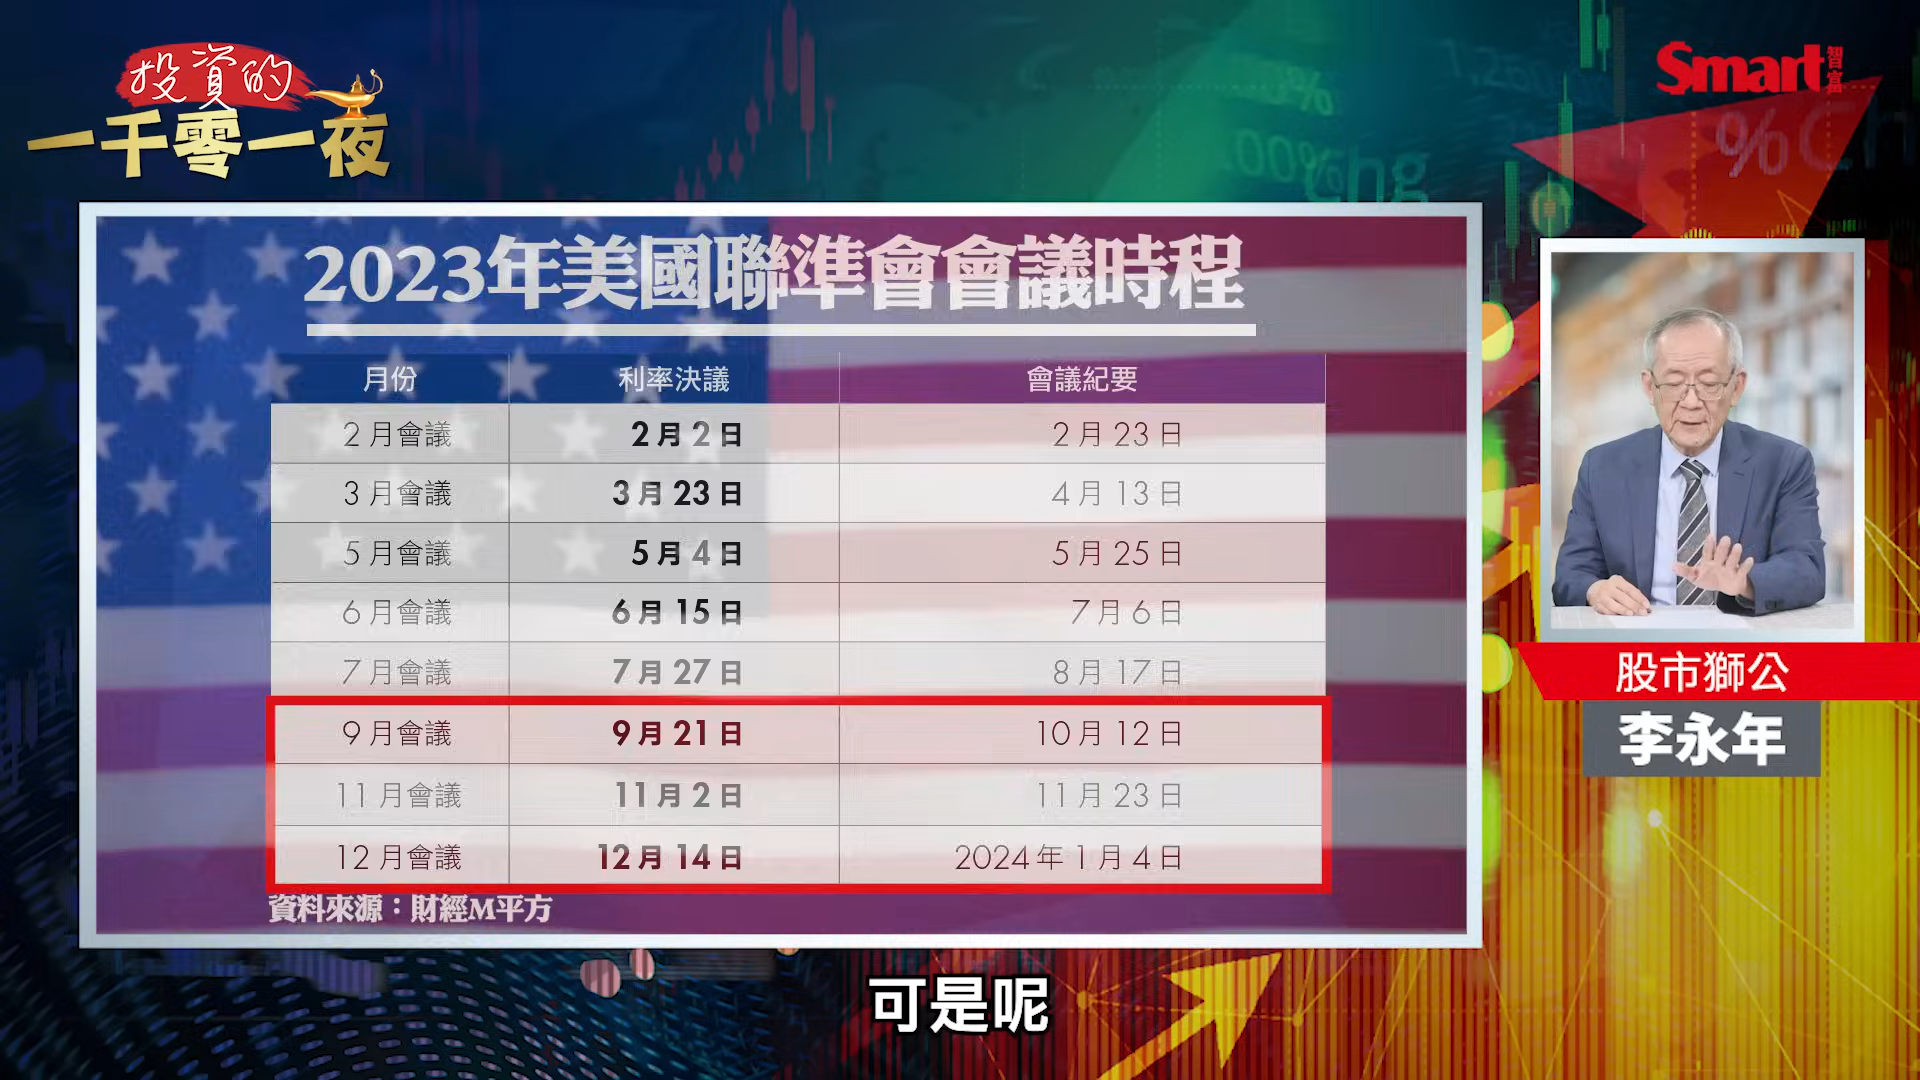 投資的
一千零一夜
Smart智富
2023年美國聯準會會議時程
月份 利率決議 會議紀要
2月會議 2月2日 2月23日
3月會議 3月23日 4月13日
5月會議 5月4日 5月25日
6月會議 6月15日 7月6日
7月會議 7月27日 8月17日
9月會議 9月21日 10月12日
11月會議 11月2日 11月23日
12月會議 12月14日 2024年1月4日
資料來源：財經M平方
股市獅公
李永年
可是呢